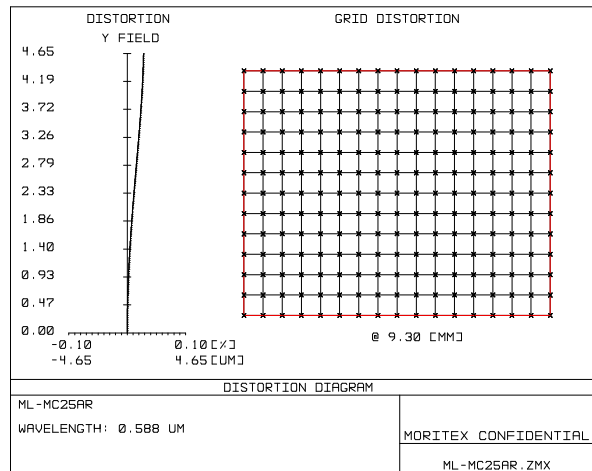 DISTORTION
Y FIELD
4.65
4.19
3.72
3.26
2.79
2.33
1.86
1.40
0.93
0.47
0.00
-0.10 0.10[%]
-4.65 4.65[UM]
GRID DISTORTION
@ 9.30 [MM]
DISTORTION DIAGRAM
ML-MC25AR
WAVELENGTH: 0.588 UM
MORITEX CONFIDENTIAL
ML-MC25AR.ZMX